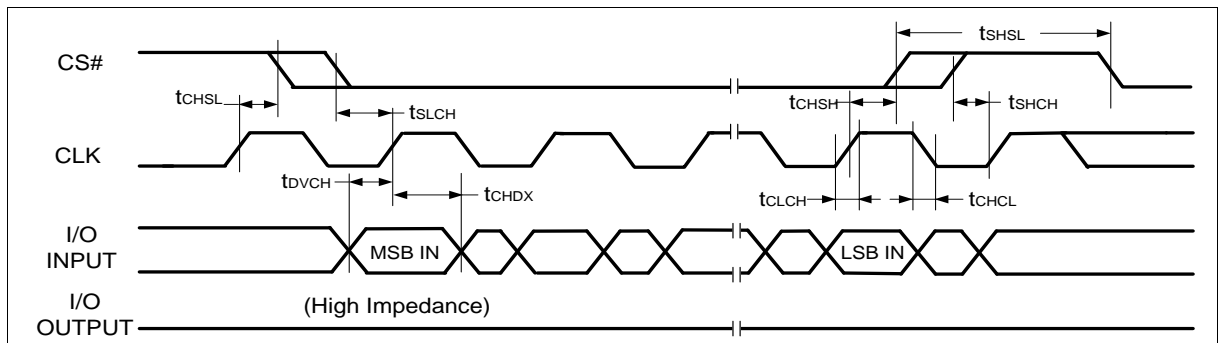 tSHSL
CS#
tCHSL
tSLCH
tCHSH
tSHCH
CLK
tDVCH
tCHDX
tCLCH
tCHCL
I/O
INPUT
MSB IN
LSB IN
I/O
OUTPUT
(High Impedance)